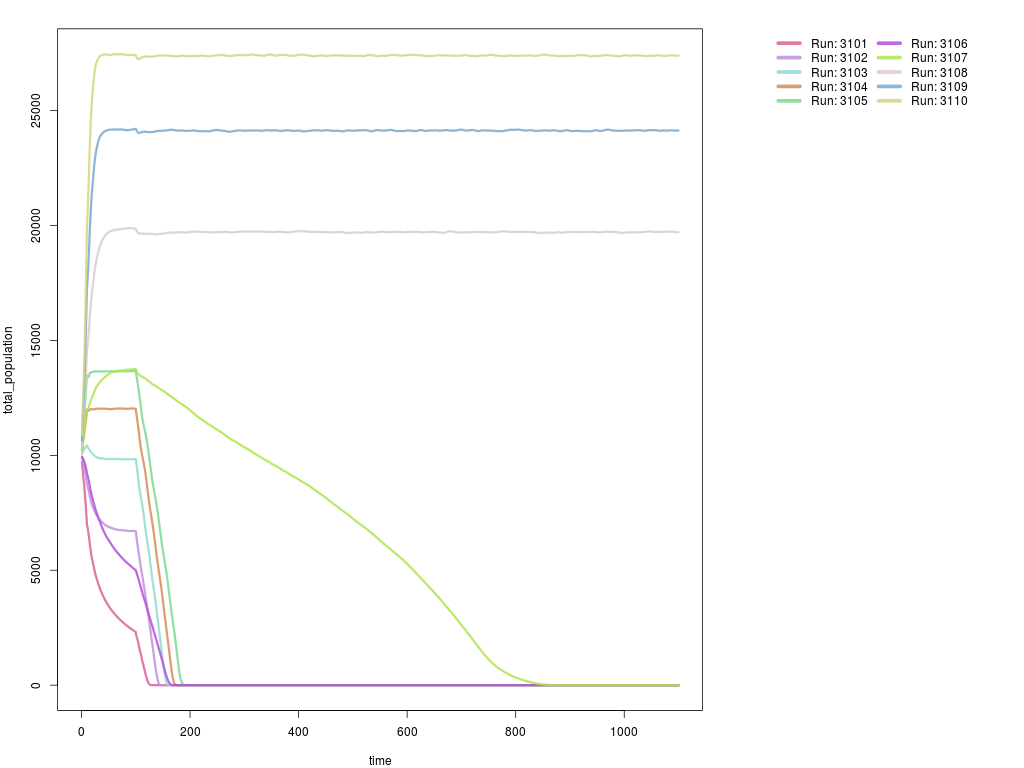 Run: 3101
Run: 3102
Run: 3103
Run: 3104
Run: 3105
Run: 3106
Run: 3107
Run: 3108
Run: 3109
Run: 3110
total_population
25000
20000
15000
10000
5000
0
0 200 400 600 800 1000
time